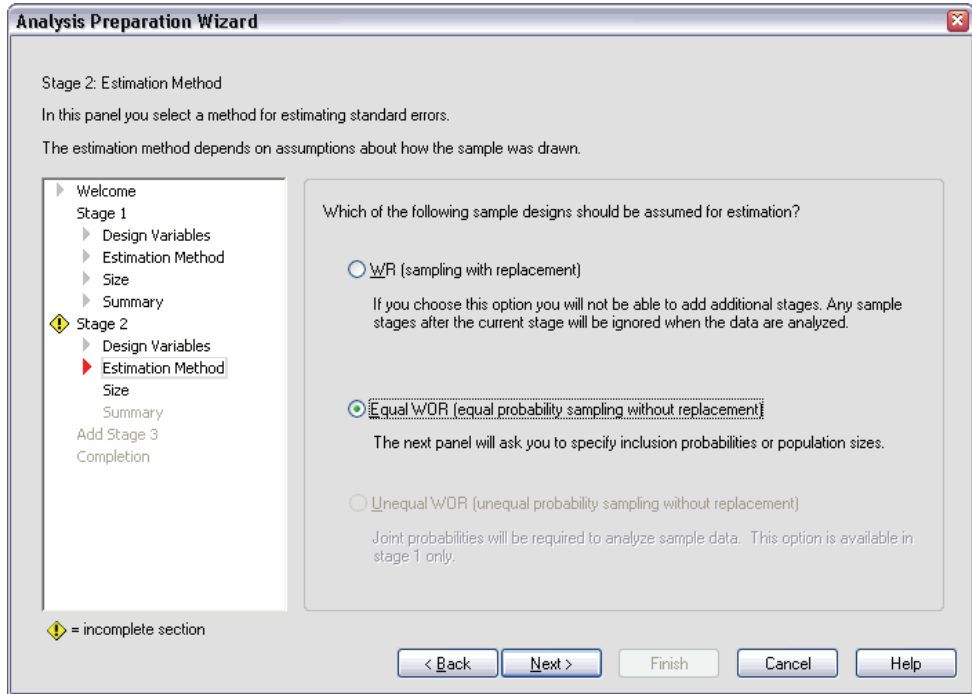 Analysis Preparation Wizard
Stage 2: Estimation Method
In this panel you select a method for estimating standard errors.
The estimation method depends on assumptions about how the sample was drawn.
Welcome
Stage 1
Design Variables
Estimation Method
Size
Summary
Stage 2
Design Variables
Estimation Method
Size
Summary
Add Stage 3
Completion
! = incomplete section
Which of the following sample designs should be assumed for estimation?
WR (sampling with replacement)
If you choose this option you will not be able to add additional stages. Any sample
stages after the current stage will be ignored when the data are analyzed.
Equal WOR (equal probability sampling without replacement)
The next panel will ask you to specify inclusion probabilities or population sizes.
Unequal WOR (unequal probability sampling without replacement)
Joint probabilities will be required to analyze sample data. This option is available in
stage 1 only.
< Back
Next >
Finish
Cancel
Help